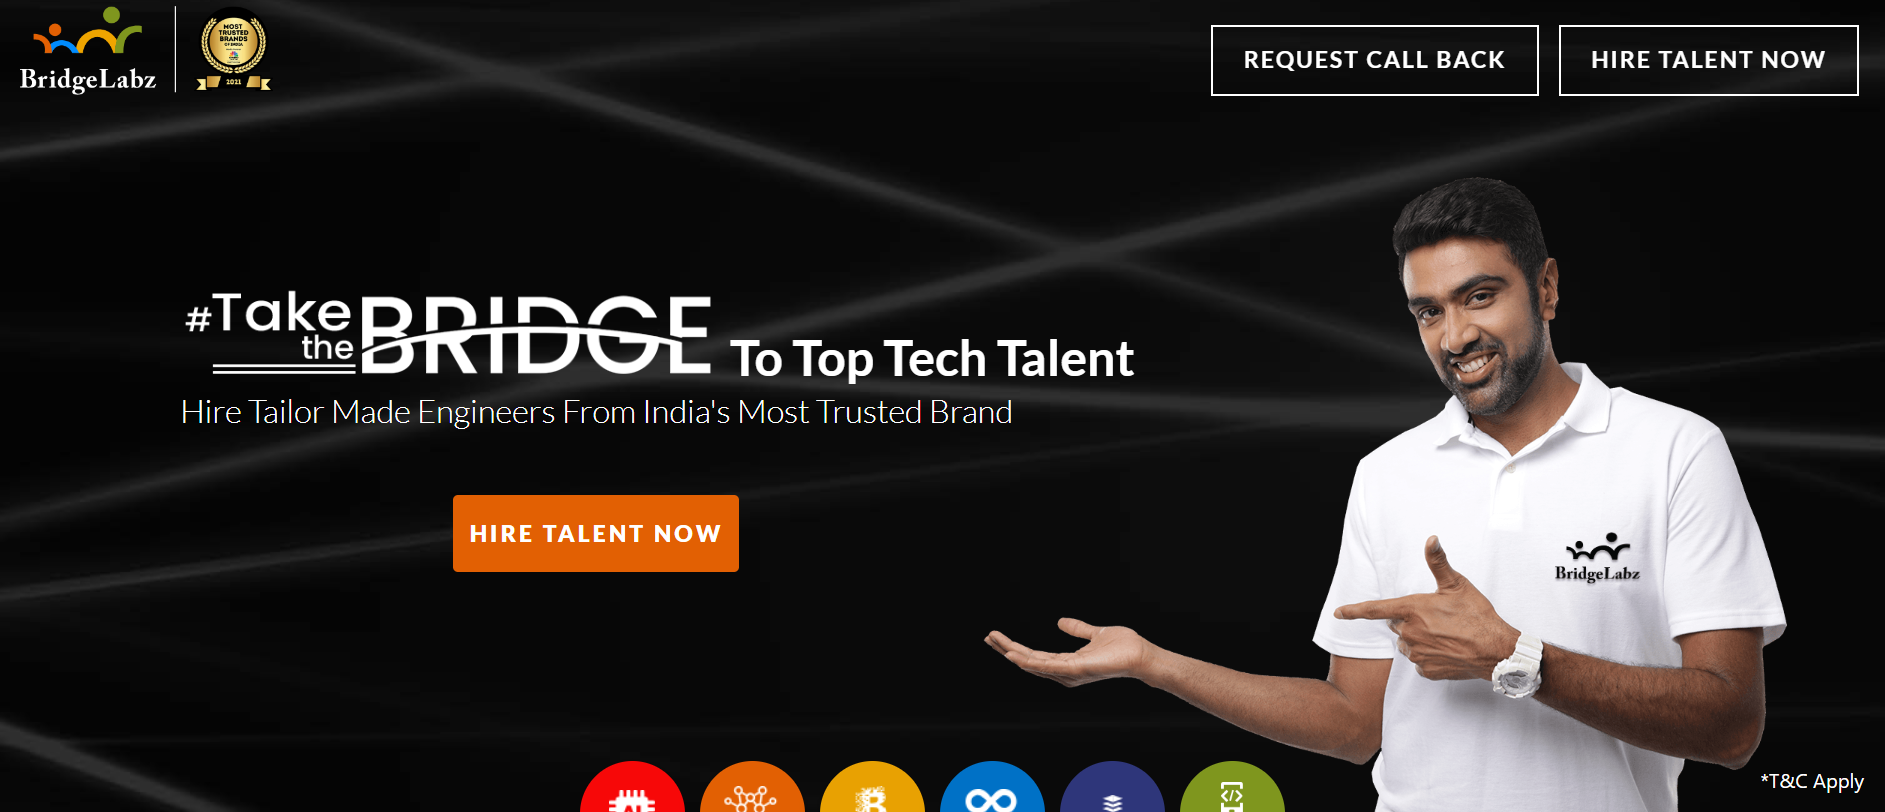 BridgeLabz
MOST
TRUSTED
BRANDS
OF INDIA
2021
REQUEST CALL BACK
HIRE TALENT NOW
#Take
the
BRIDGE
To Top Tech Talent
Hire Tailor Made Engineers From India's Most Trusted Brand
HIRE TALENT NOW
BridgeLabz
*T&C Apply